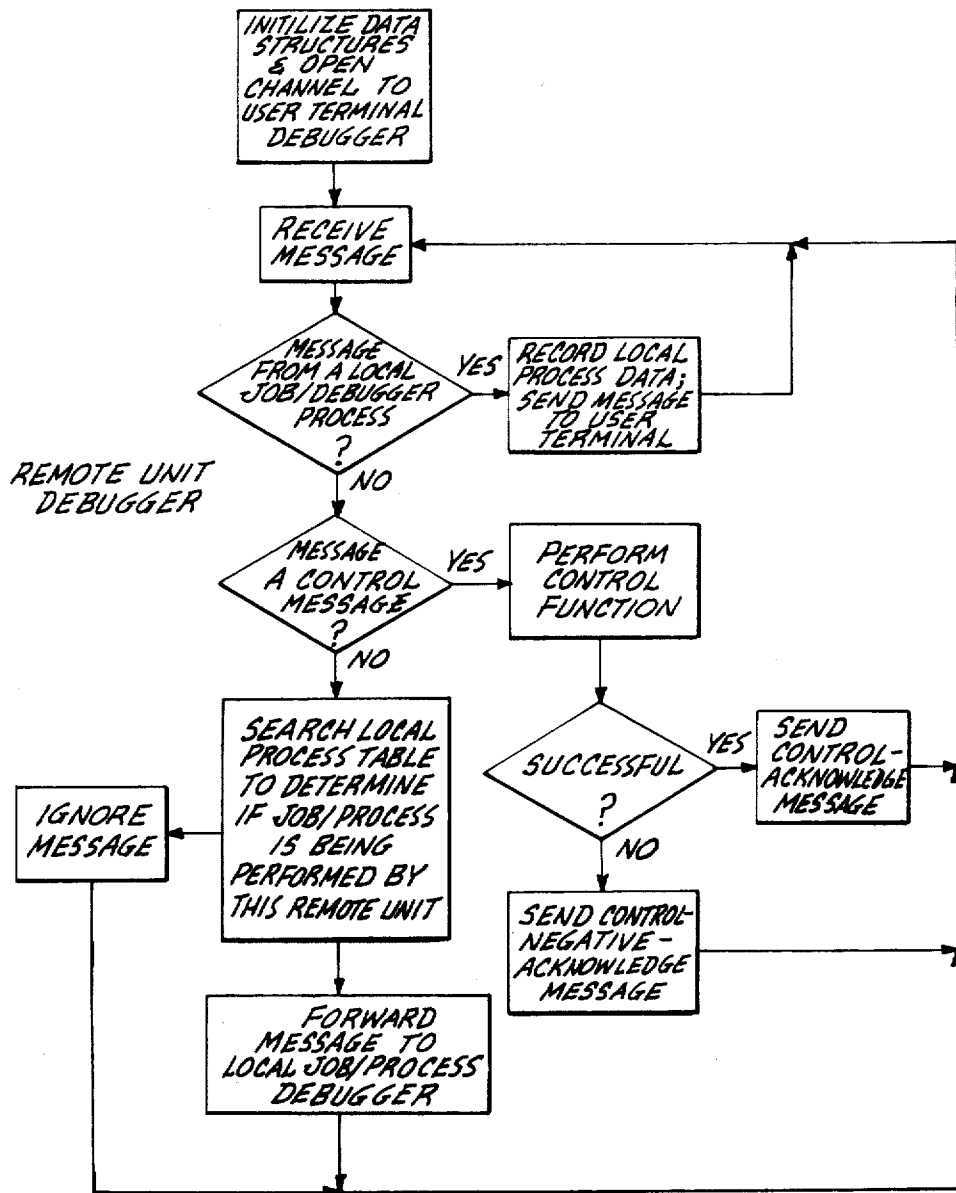 INITILIZE DATA
STRUCTURES
& OPEN
CHANNEL TO
USER TERMINAL
DEBUGGER
RECEIVE
MESSAGE
MESSAGE
FROM A LOCAL
JOB/DEBUGGER
PROCESS
?
YES
RECORD LOCAL
PROCESS DATA;
SEND MESSAGE
TO USER
TERMINAL
REMOTE UNIT
DEBUGGER
NO
MESSAGE
A CONTROL
MESSAGE
?
YES
PERFORM
CONTROL
FUNCTION
NO
SEARCH LOCAL
PROCESS TABLE
TO DETERMINE
IF JOB/PROCESS
IS BEING
PERFORMED BY
THIS REMOTE UNIT
SUCCESSFUL
?
YES
SEND
CONTROL-
ACKNOWLEDGE
MESSAGE
IGNORE
MESSAGE
NO
SEND CONTROL-
NEGATIVE-
ACKNOWLEDGE
MESSAGE
FORWARD
MESSAGE TO
LOCAL JOB/PROCESS
DEBUGGER